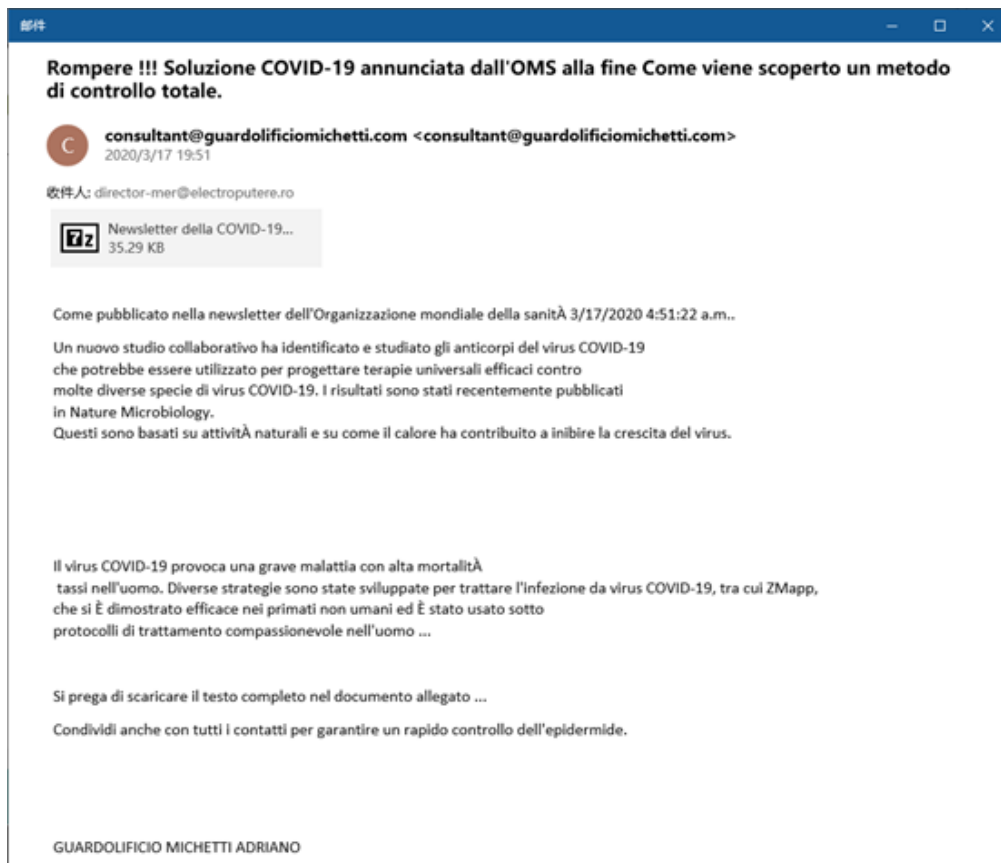 邮件
Rompere !!! Soluzione COVID-19 annunciata dall'OMS alla fine Come viene scoperto un metodo
di controllo totale.
C
consultant@guardolificiomichetti.com <consultant@guardolificiomichetti.com>
2020/3/17 19:51
收件人: director-mer@electroputere.ro
7z
Newsletter della COVID-19...
35.29 KB
Come pubblicato nella newsletter dell'Organizzazione mondiale della sanitÀ 3/17/2020 4:51:22 a.m..
Un nuovo studio collaborativo ha identificato e studiato gli anticorpi del virus COVID-19
che potrebbe essere utilizzato per progettare terapie universali efficaci contro
molte diverse specie di virus COVID-19. I risultati sono stati recentemente pubblicati
in Nature Microbiology.
Questi sono basati su attivitÀ naturali e su come il calore ha contribuito a inibire la crescita del virus.
Il virus COVID-19 provoca una grave malattia con alta mortalitÀ
tassi nell'uomo. Diverse strategie sono state sviluppate per trattare l'infezione da virus COVID-19, tra cui ZMapp,
che si È dimostrato efficace nei primati non umani ed È stato usato sotto
protocolli di trattamento compassionevole nell'uomo ...
Si prega di scaricare il testo completo nel documento allegato ...
Condividi anche con tutti i contatti per garantire un rapido controllo dell'epidermide.
GUARDOLIFICIO MICHETTI ADRIANO